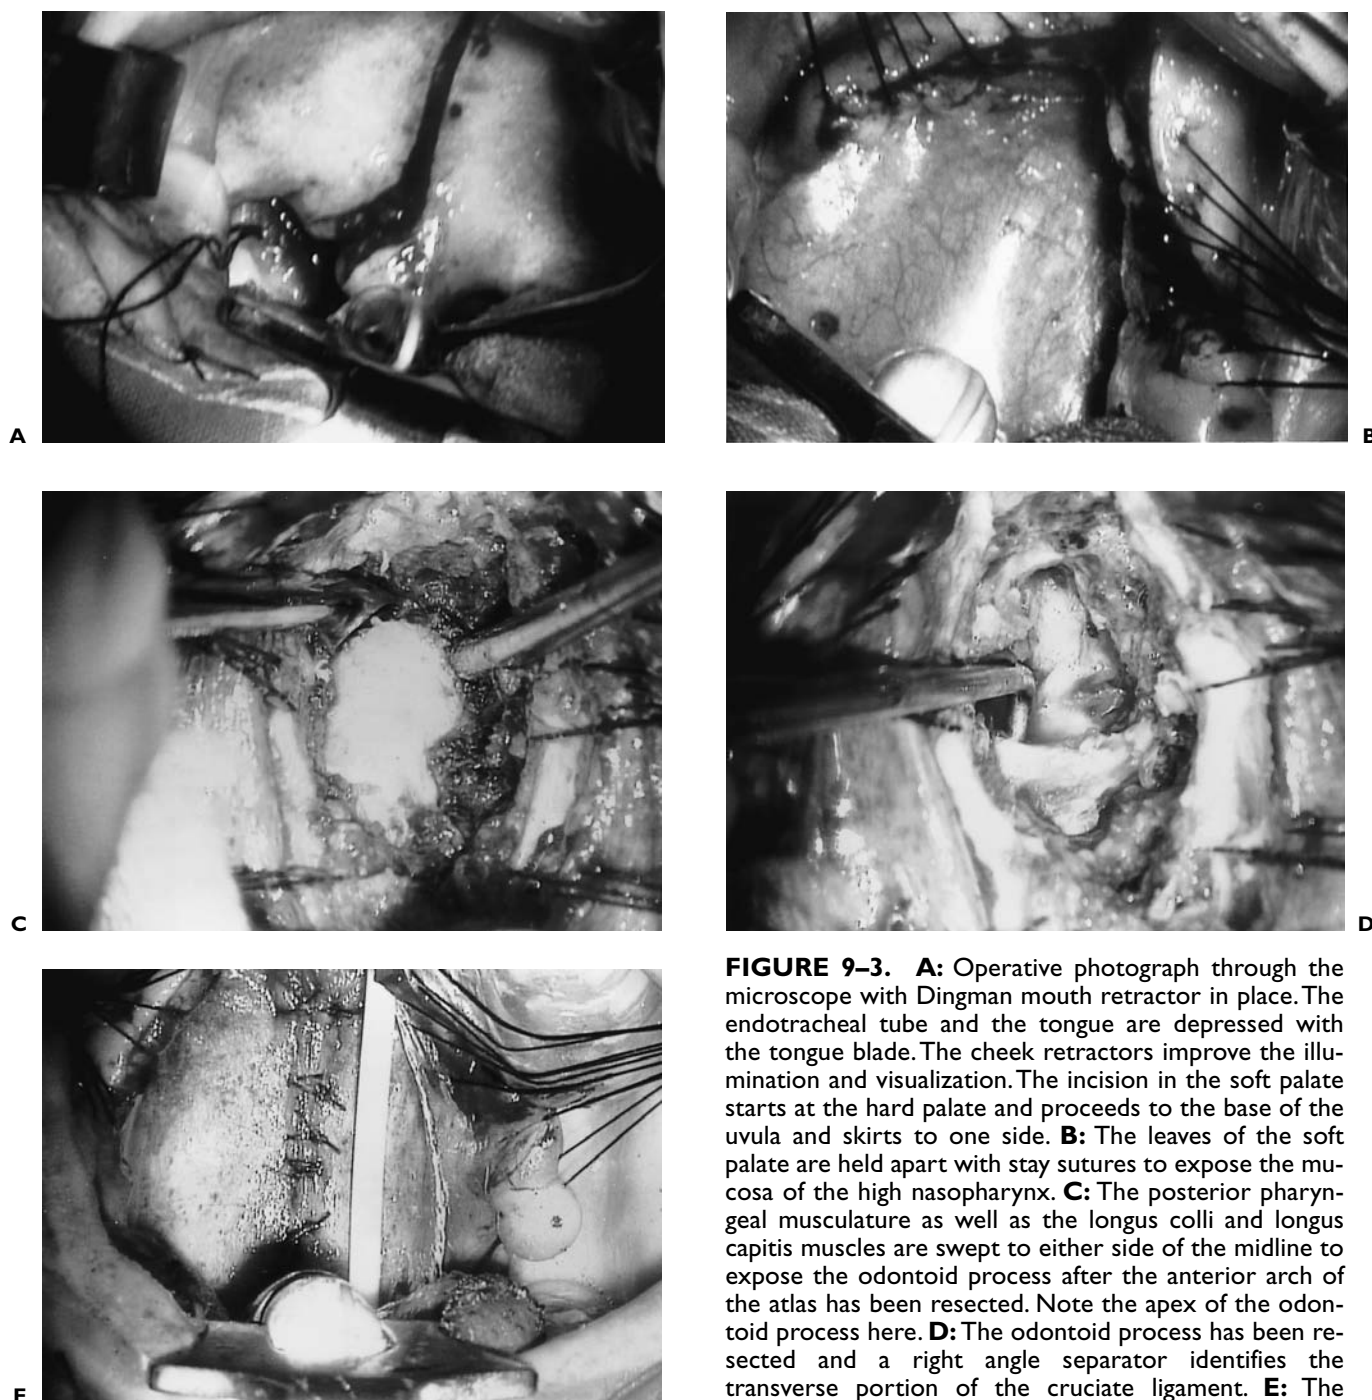 A
B
C
D
E
FIGURE 9–3. A: Operative photograph through the
microscope with Dingman mouth retractor in place. The
endotracheal tube and the tongue are depressed with
the tongue blade. The cheek retractors improve the illu-
mination and visualization. The incision in the soft palate
starts at the hard palate and proceeds to the base of the
uvula and skirts to one side. B: The leaves of the soft
palate are held apart with stay sutures to expose the mu-
cosa of the high nasopharynx. C: The posterior pharyn-
geal musculature as well as the longus colli and longus
capitis muscles are swept to either side of the midline to
expose the odontoid process after the anterior arch of
the atlas has been resected. Note the apex of the odon-
toid process here. D: The odontoid process has been re-
sected and a right angle separator identifies the
transverse portion of the cruciate ligament. E: The